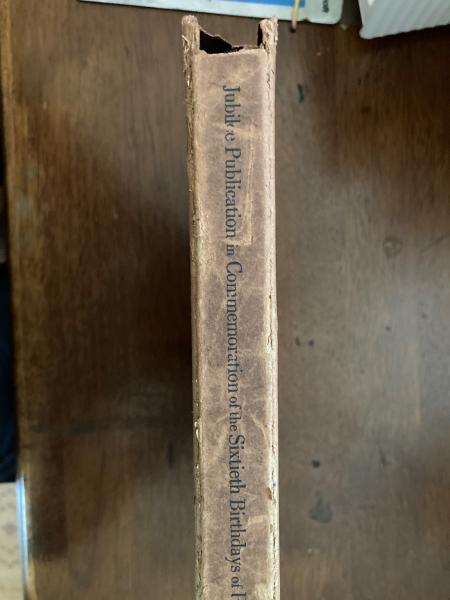 Jubilee Publication in Commemoration of the Sixtieth Birthdays of